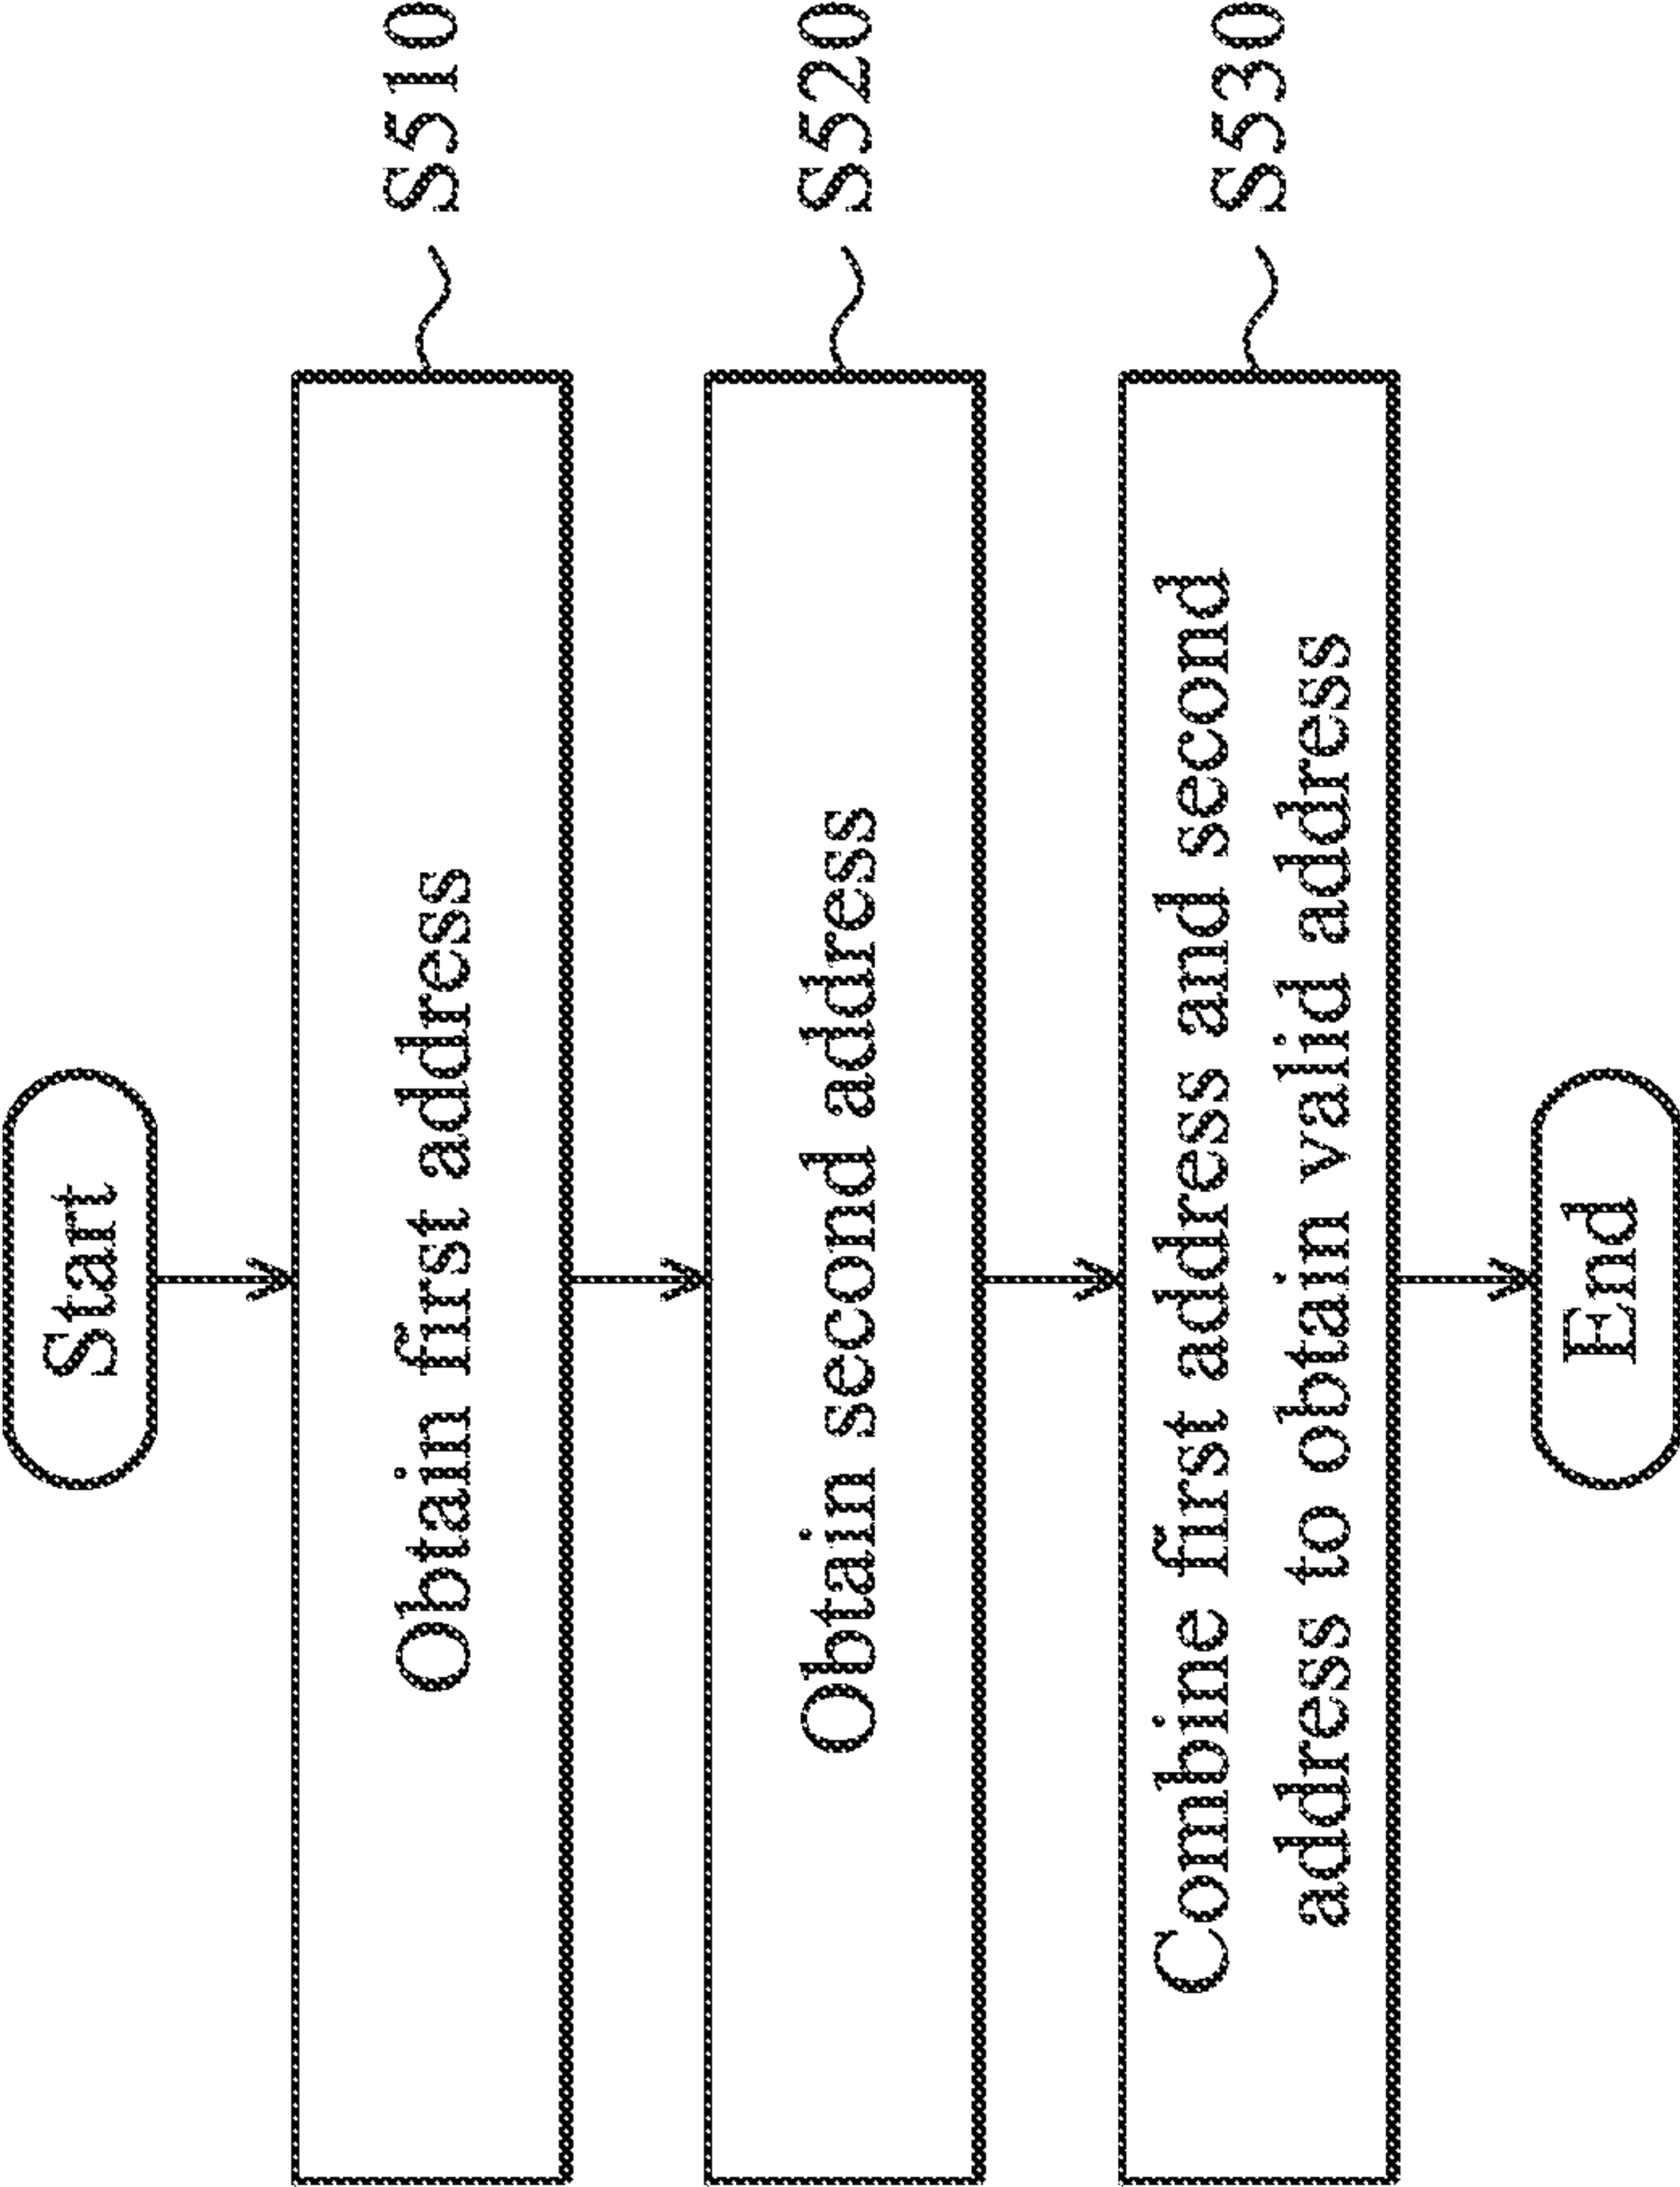 Start
Obtain first address
S510
Obtain second address
S520
Combine first address and second
address to obtain valid address
S530
End